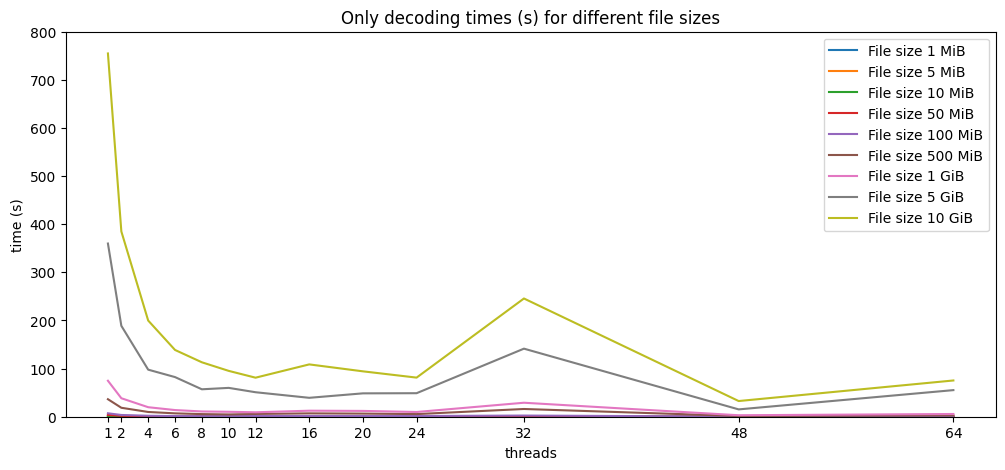 Only decoding times (s) for different file sizes
800
700
600
500
400
300
200
100
0
time (s)
File size 1 MiB
File size 5 MiB
File size 10 MiB
File size 50 MiB
File size 100 MiB
File size 500 MiB
File size 1 GiB
File size 5 GiB
File size 10 GiB
1 2 4 6 8 10 12 16 20 24 32 48 64
threads